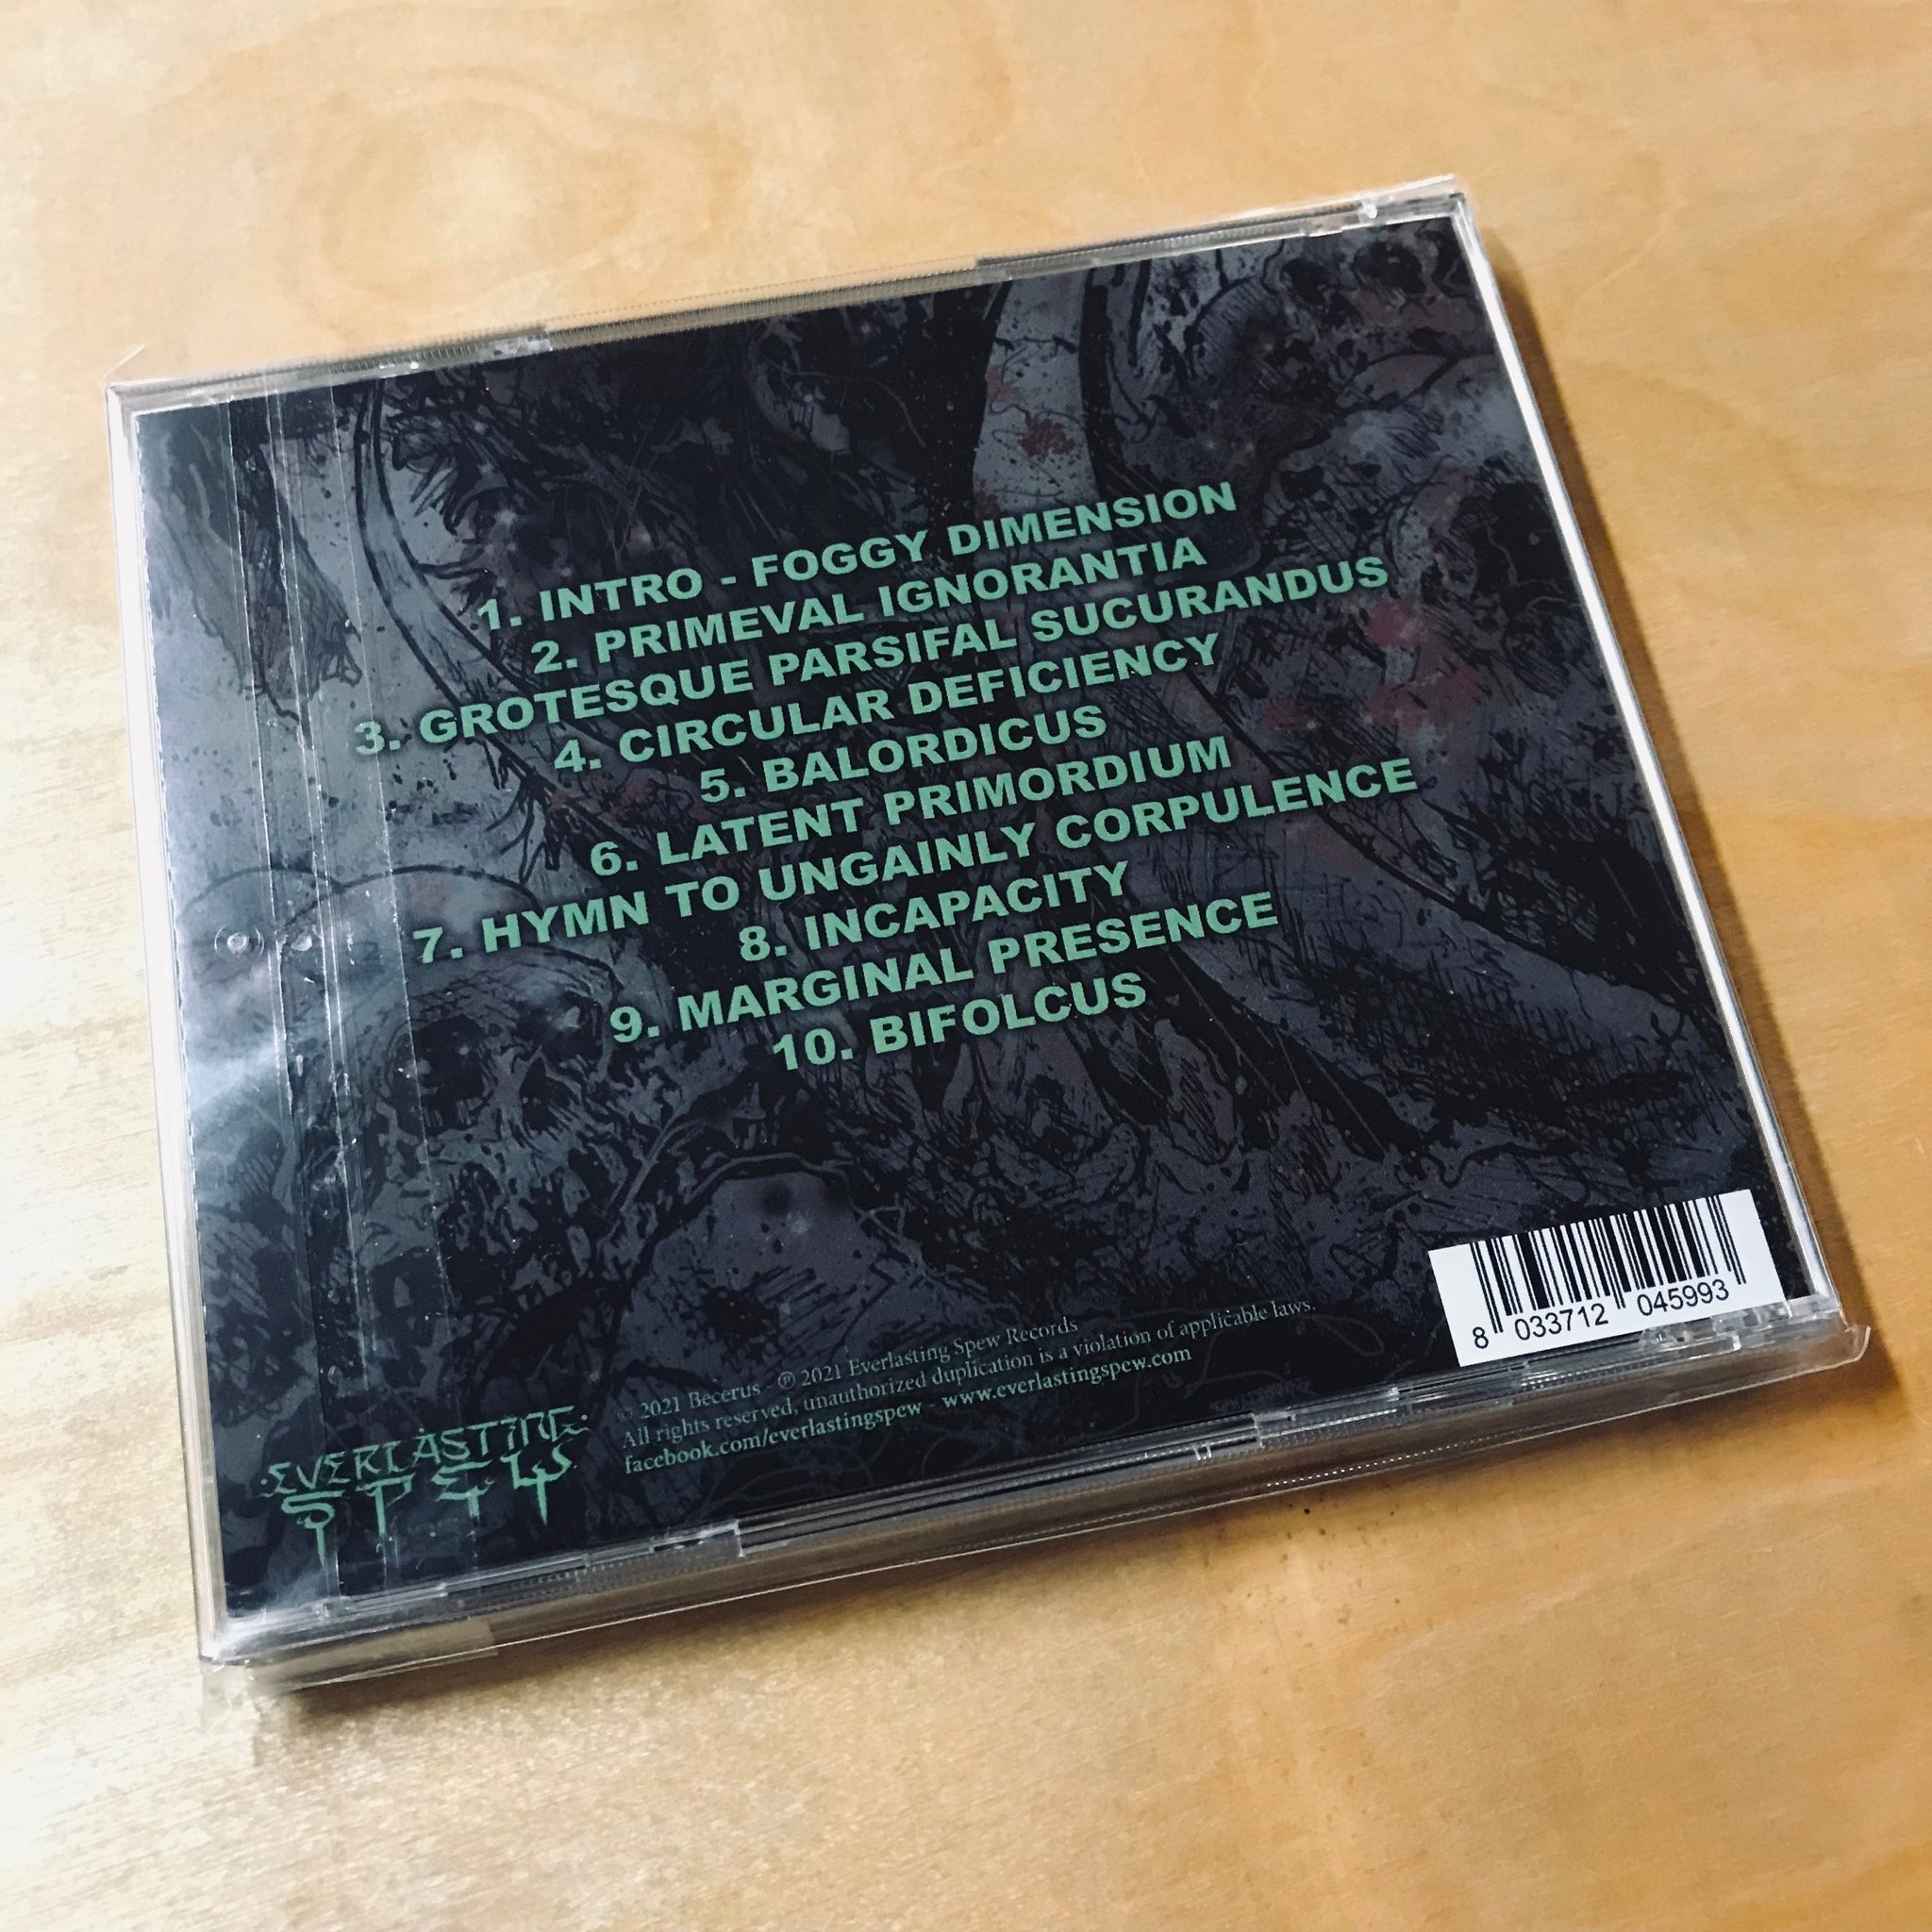 1. INTRO - FOGGY DIMENSION
2. PRIMEVAL IGNORANTIA
3. GROTESQUE PARSIFAL SUCURANDUS
4. CIRCULAR DEFICIENCY
5. BALORDICUS
6. LATENT PRIMORDIUM
7. HYMN TO UNGAINLY CORPULENCE
8. INCAPACITY
9. MARGINAL PRESENCE
10. BIFOLCUS
© 2021 Becerus - ℗ 2021 Everlasting Spew Records
All rights reserved, unauthorized duplication is a violation of applicable laws.
facebook.com/everlastingspew - www.everlastingspew.com
EVERLASTING
SPEW
8 033712 045993